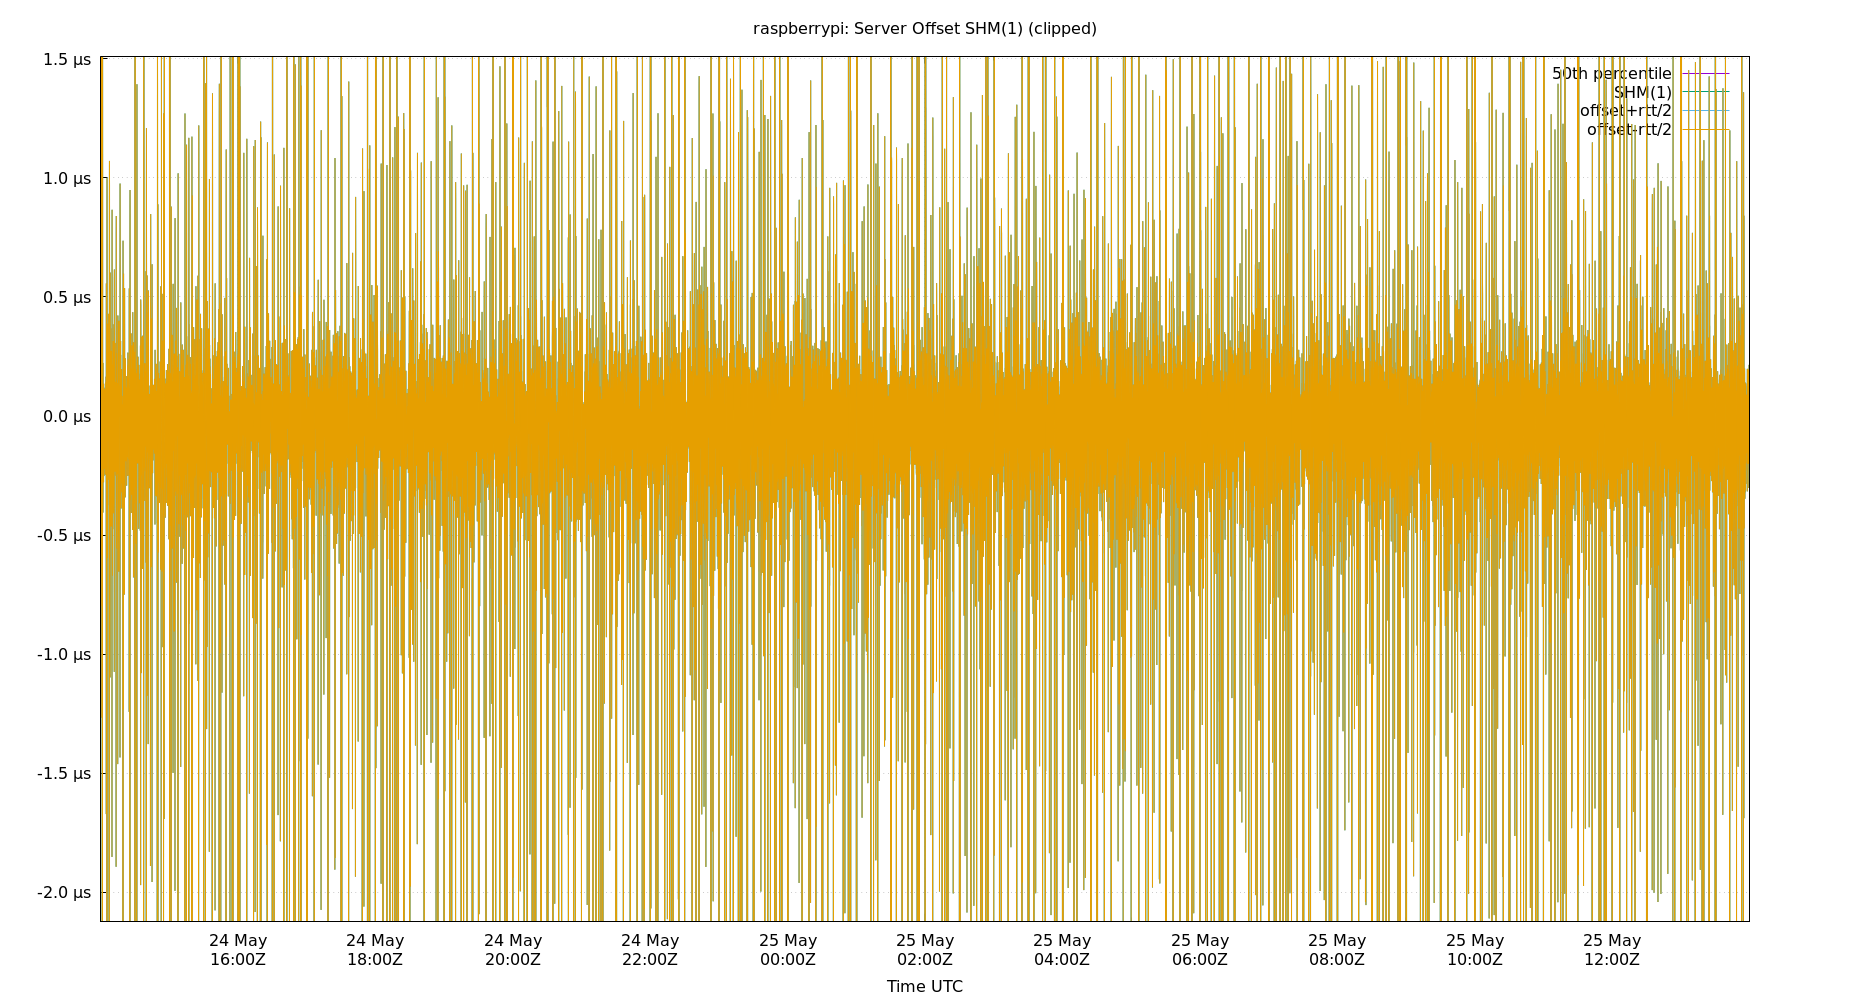 raspberrypi: Server Offset SHM(1) (clipped)
1.5 µs
1.0 µs
0.5 µs
0.0 µs
-0.5 µs
-1.0 µs
-1.5 µs
-2.0 µs
50th percentile
SHM(1)
offset+rtt/2
offset-rtt/2
24 May 24 May 24 May 24 May 25 May 25 May 25 May 25 May 25 May 25 May 25 May
16:00Z 18:00Z 20:00Z 22:00Z 00:00Z 02:00Z 04:00Z 06:00Z 08:00Z 10:00Z 12:00Z
Time UTC